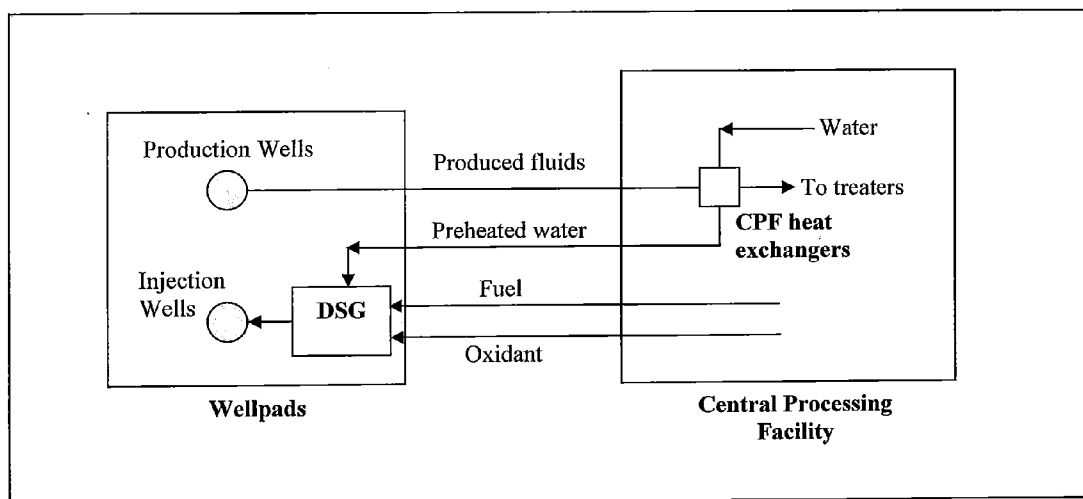 Water
Production Wells
Produced fluids
To treaters
CPF heat
exchangers
Preheated water
Injection
Wells
DSG
Fuel
Oxidant
Wellpads
Central Processing
Facility